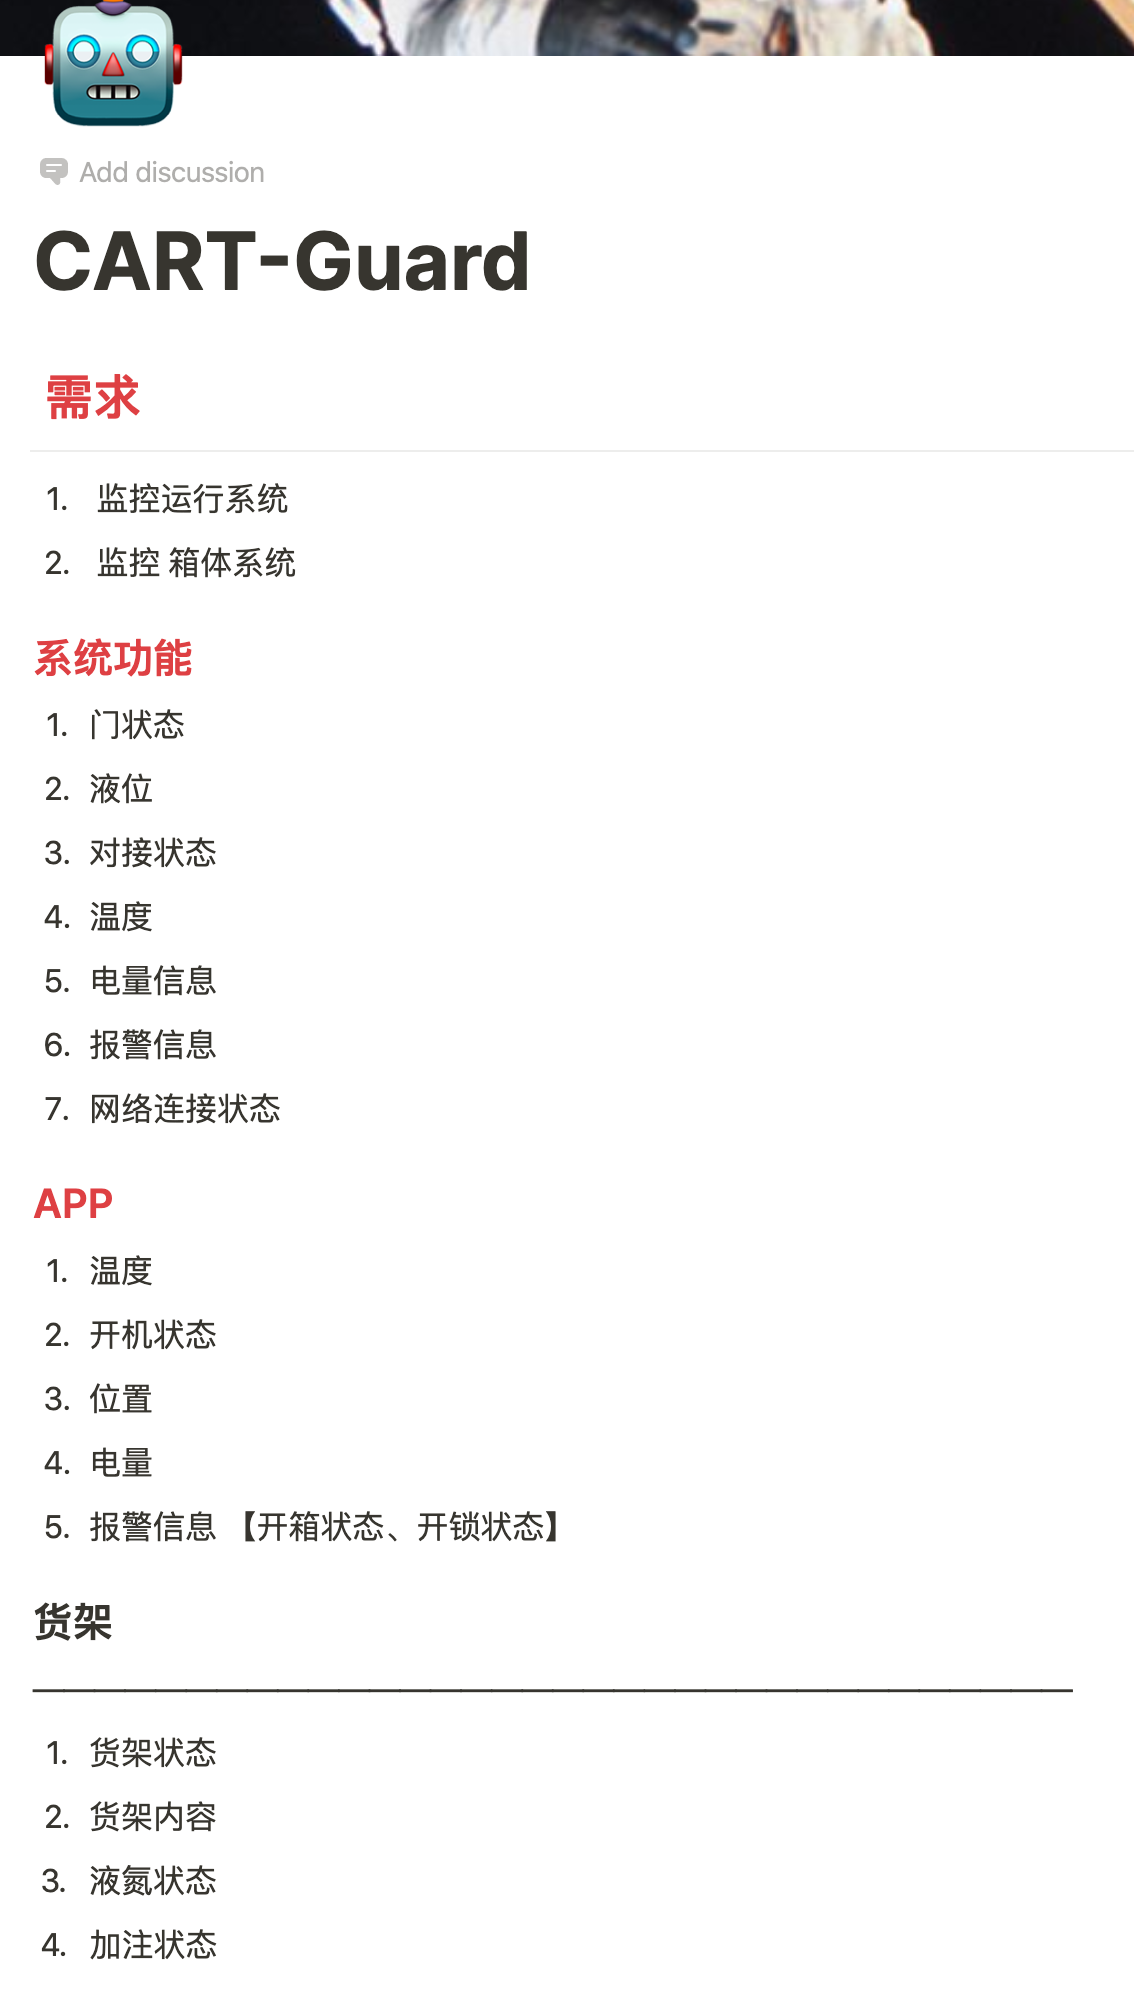 Add discussion
CART-Guard
需求
1. 监控运行系统
2. 监控 箱体系统
系统功能
1. 门状态
2. 液位
3. 对接状态
4. 温度
5. 电量信息
6. 报警信息
7. 网络连接状态
APP
1. 温度
2. 开机状态
3. 位置
4. 电量
5. 报警信息 【开箱状态、开锁状态】
货架
1. 货架状态
2. 货架内容
3. 液氮状态
4. 加注状态